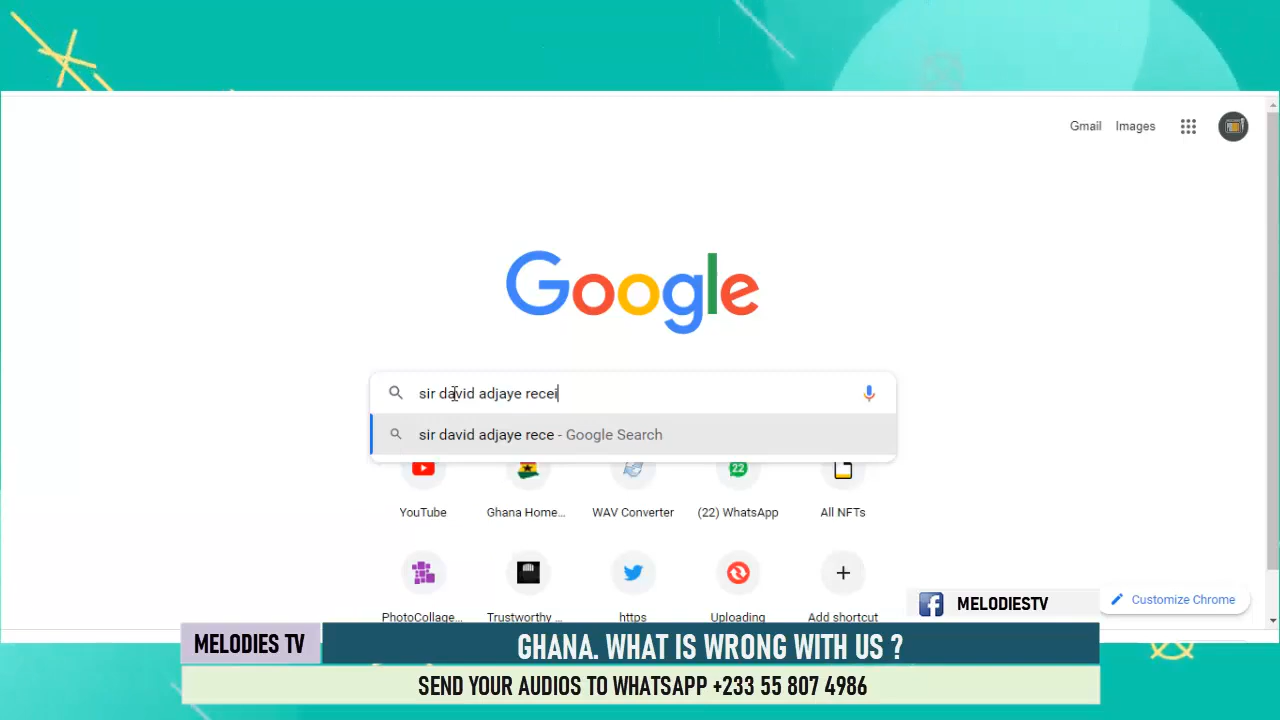 Gmail Images
Google
sir david adjaye recei
sir david adjaye rece - Google Search
22
YouTube Ghana Home... WAV Converter (22) WhatsApp All NFTs
PhotoCollage... Trustworthy ... https Uploading Add shortcut
MELODIESTV
Customize Chrome
MELODIES TV
GHANA. WHAT IS WRONG WITH US ?
SEND YOUR AUDIOS TO WHATSAPP +233 55 807 4986